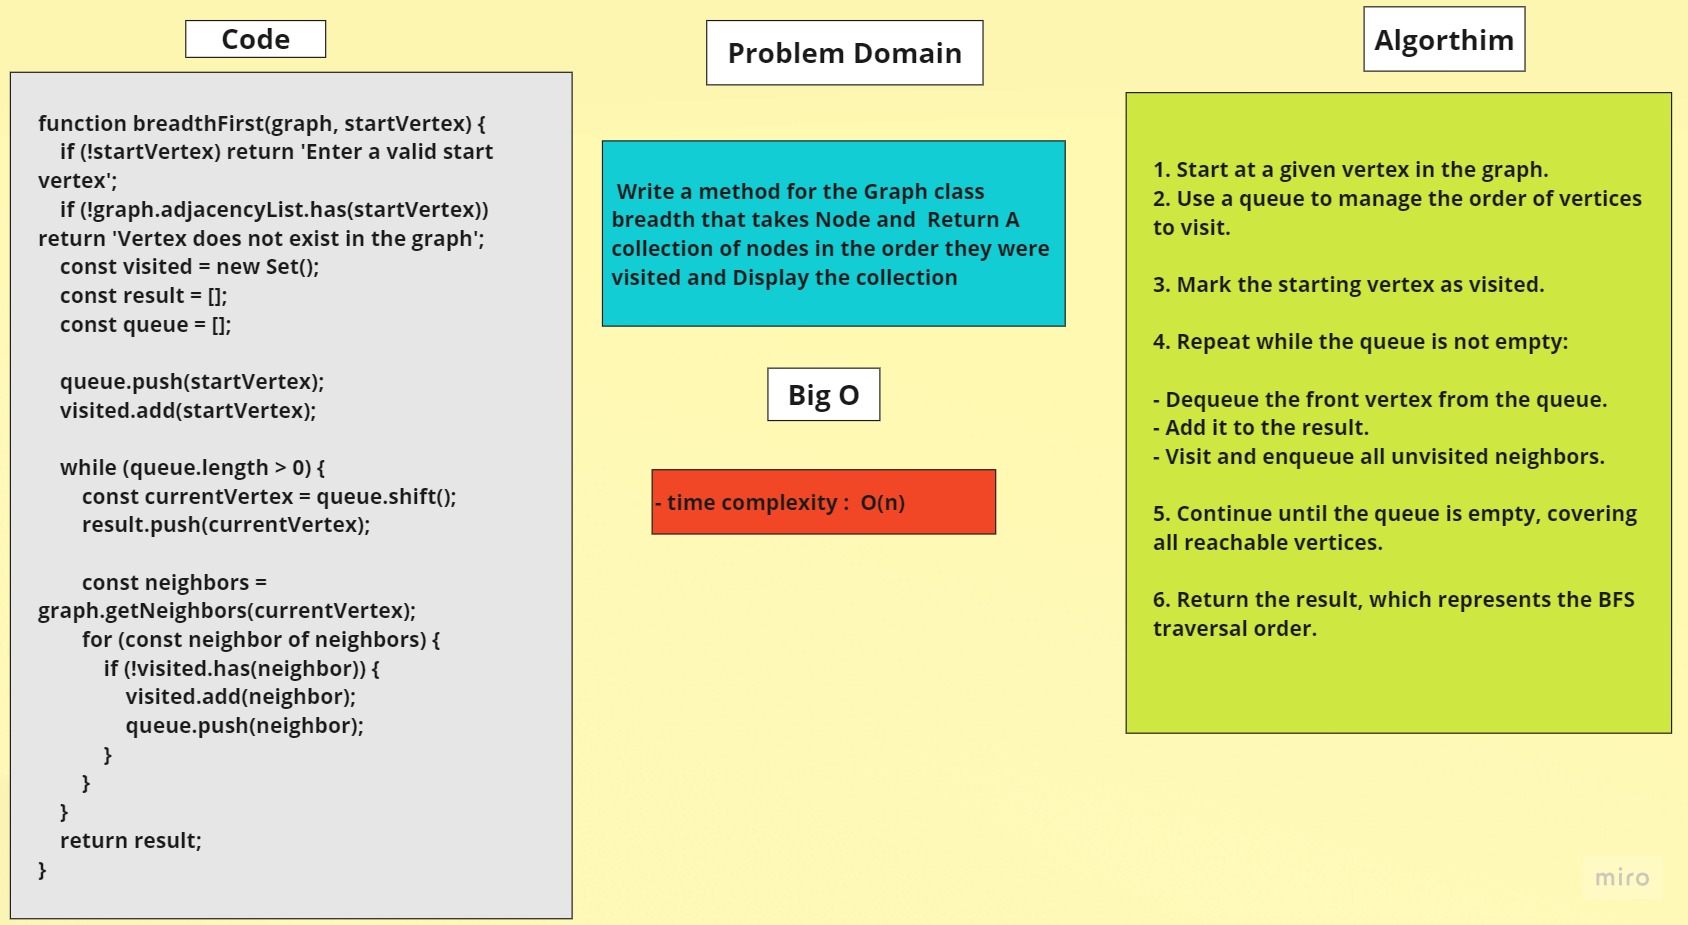 Code
function breadthFirst(graph, startVertex) {
if (!startVertex) return 'Enter a valid start
vertex';
if (!graph.adjacencyList.has(startVertex))
return 'Vertex does not exist in the graph';
const visited = new Set();
const result = [];
const queue = [];
queue.push(startVertex);
visited.add(startVertex);
while (queue.length > 0) {
const currentVertex = queue.shift();
result.push(currentVertex);
const neighbors =
graph.getNeighbors(currentVertex);
for (const neighbor of neighbors) {
if (!visited.has(neighbor)) {
visited.add(neighbor);
queue.push(neighbor);
}
}
}
return result;
}
Problem Domain
Write a method for the Graph class
breadth that takes Node and  Return A
collection of nodes in the order they were
visited and Display the collection
Big O
- time complexity :  O(n)
Algorthim
1. Start at a given vertex in the graph.
2. Use a queue to manage the order of vertices
to visit.
3. Mark the starting vertex as visited.
4. Repeat while the queue is not empty:
- Dequeue the front vertex from the queue.
- Add it to the result.
- Visit and enqueue all unvisited neighbors.
5. Continue until the queue is empty, covering
all reachable vertices.
6. Return the result, which represents the BFS
traversal order.
miro